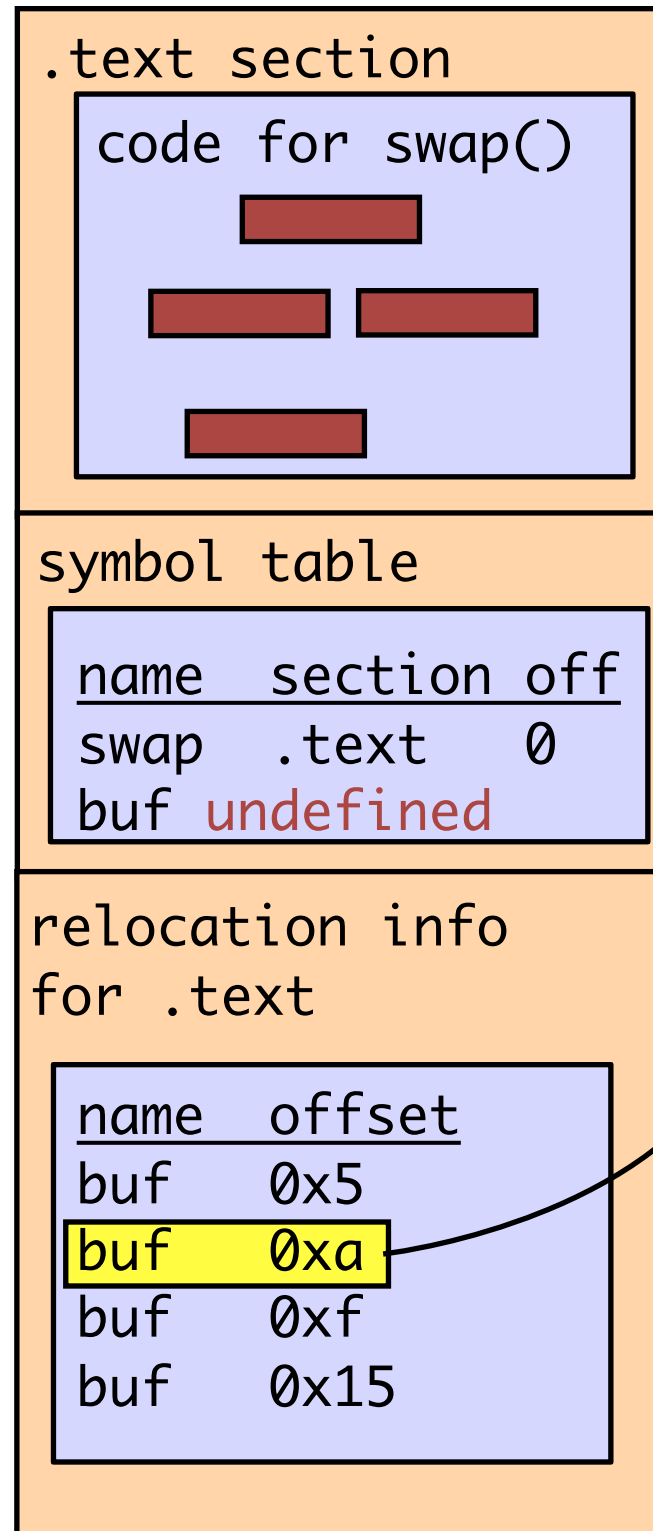 .text section
code for swap()
symbol table
name section off
swap .text 0
buf undefined
relocation info
for .text
name offset
buf 0x5
buf 0xa
buf 0xf
buf 0x15